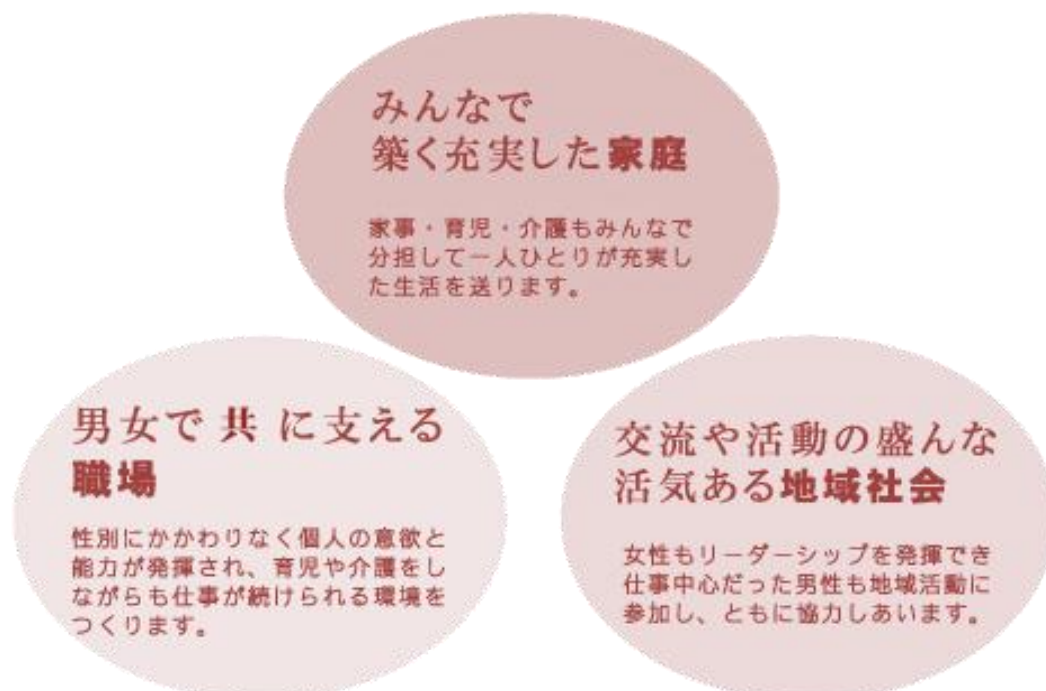 みんなで
築く充実した家庭
家事・育児・介護もみんなで
分担して一人ひとりが充実し
た生活を送ります。
男女で共に支える
職場
性別にかかわりなく個人の意欲と
能力が発揮され、育児や介護をし
ながらも仕事が続けられる環境を
つくります。
交流や活動の盛んな
活気ある地域社会
女性もリーダーシップを発揮でき
仕事中心だった男性も地域活動に
参加し、ともに協力しあいます。